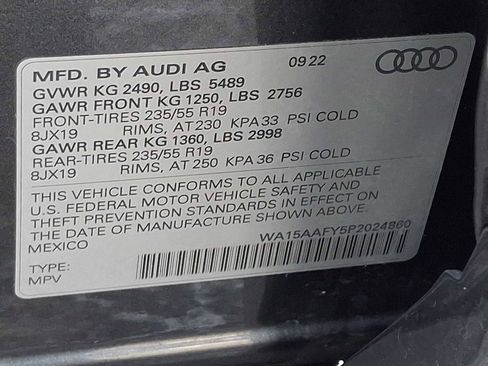 MFD. BY AUDI AG 09 22
GVWR KG 2490, LBS 5489
GAWR FRONT KG 1250, LBS 2756
FRONT-TIRES 235/55 R19
8JX19 RIMS, AT 230 KPA 33 PSI COLD
GAWR REAR KG 1360, LBS 2998
REAR-TIRES 235/55 R19
8JX19 RIMS, AT 250 KPA 36 PSI COLD
THIS VEHICLE CONFORMS TO ALL APPLICABLE
U.S. FEDERAL MOTOR VEHICLE SAFETY AND
THEFT PREVENTION STANDARDS IN EFFECT ON
THE DATE OF MANUFACTURE SHOWN ABOVE.
MEXICO
WA15AAFY5P2024860
TYPE:
MPV